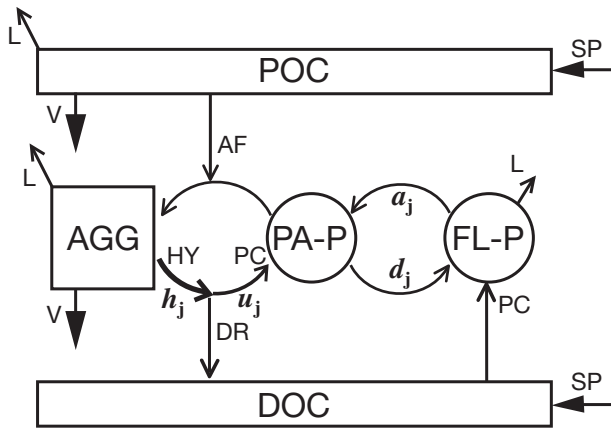 L
POC
SP
V
AF
L
AGG
HY
PC
PA-P
a_j
FL-P
L
h_j
u_j
d_j
V
DR
PC
DOC
SP